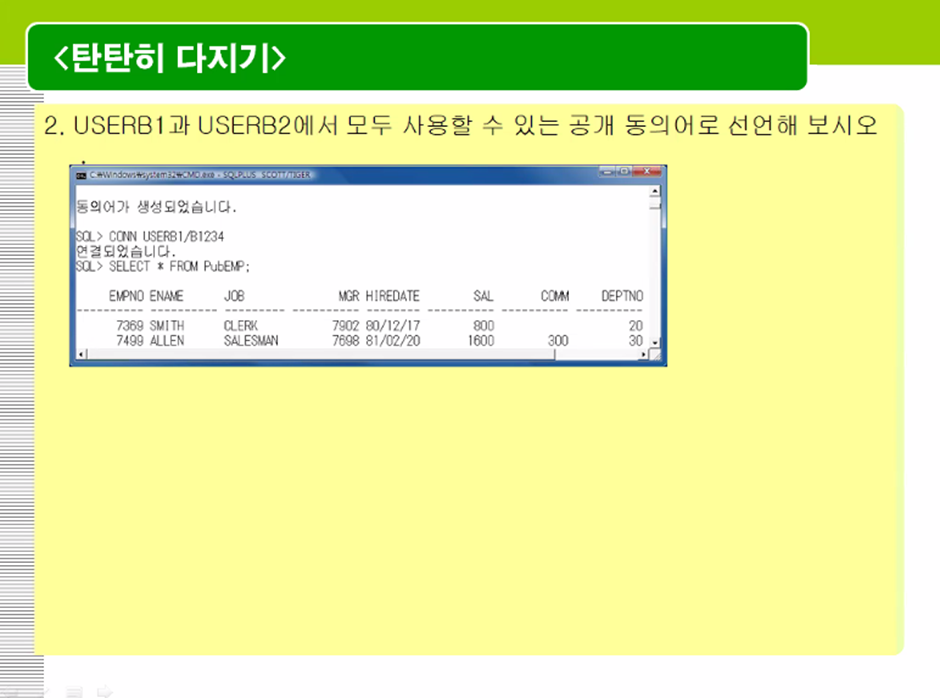 <탄탄히 다지기>
2. USERB1과 USERB2에서 모두 사용할 수 있는 공개 동의어로 선언해 보시오
C:₩Windows₩system32₩CMD.exe - SQLPLUS SCOTT/TIGER
동의어가 생성되었습니다.
SQL> CONN USERB1/B1234
연결되었습니다.
SQL> SELECT * FROM PubEMP;
EMPNO ENAME JOB MGR HIREDATE SAL COMM DEPTNO
---------- ---------- --------- ---------- -------- ---------- ---------- ----------
7369 SMITH CLERK 7902 80/12/17 800 20
7499 ALLEN SALESMAN 7698 81/02/20 1600 300 30